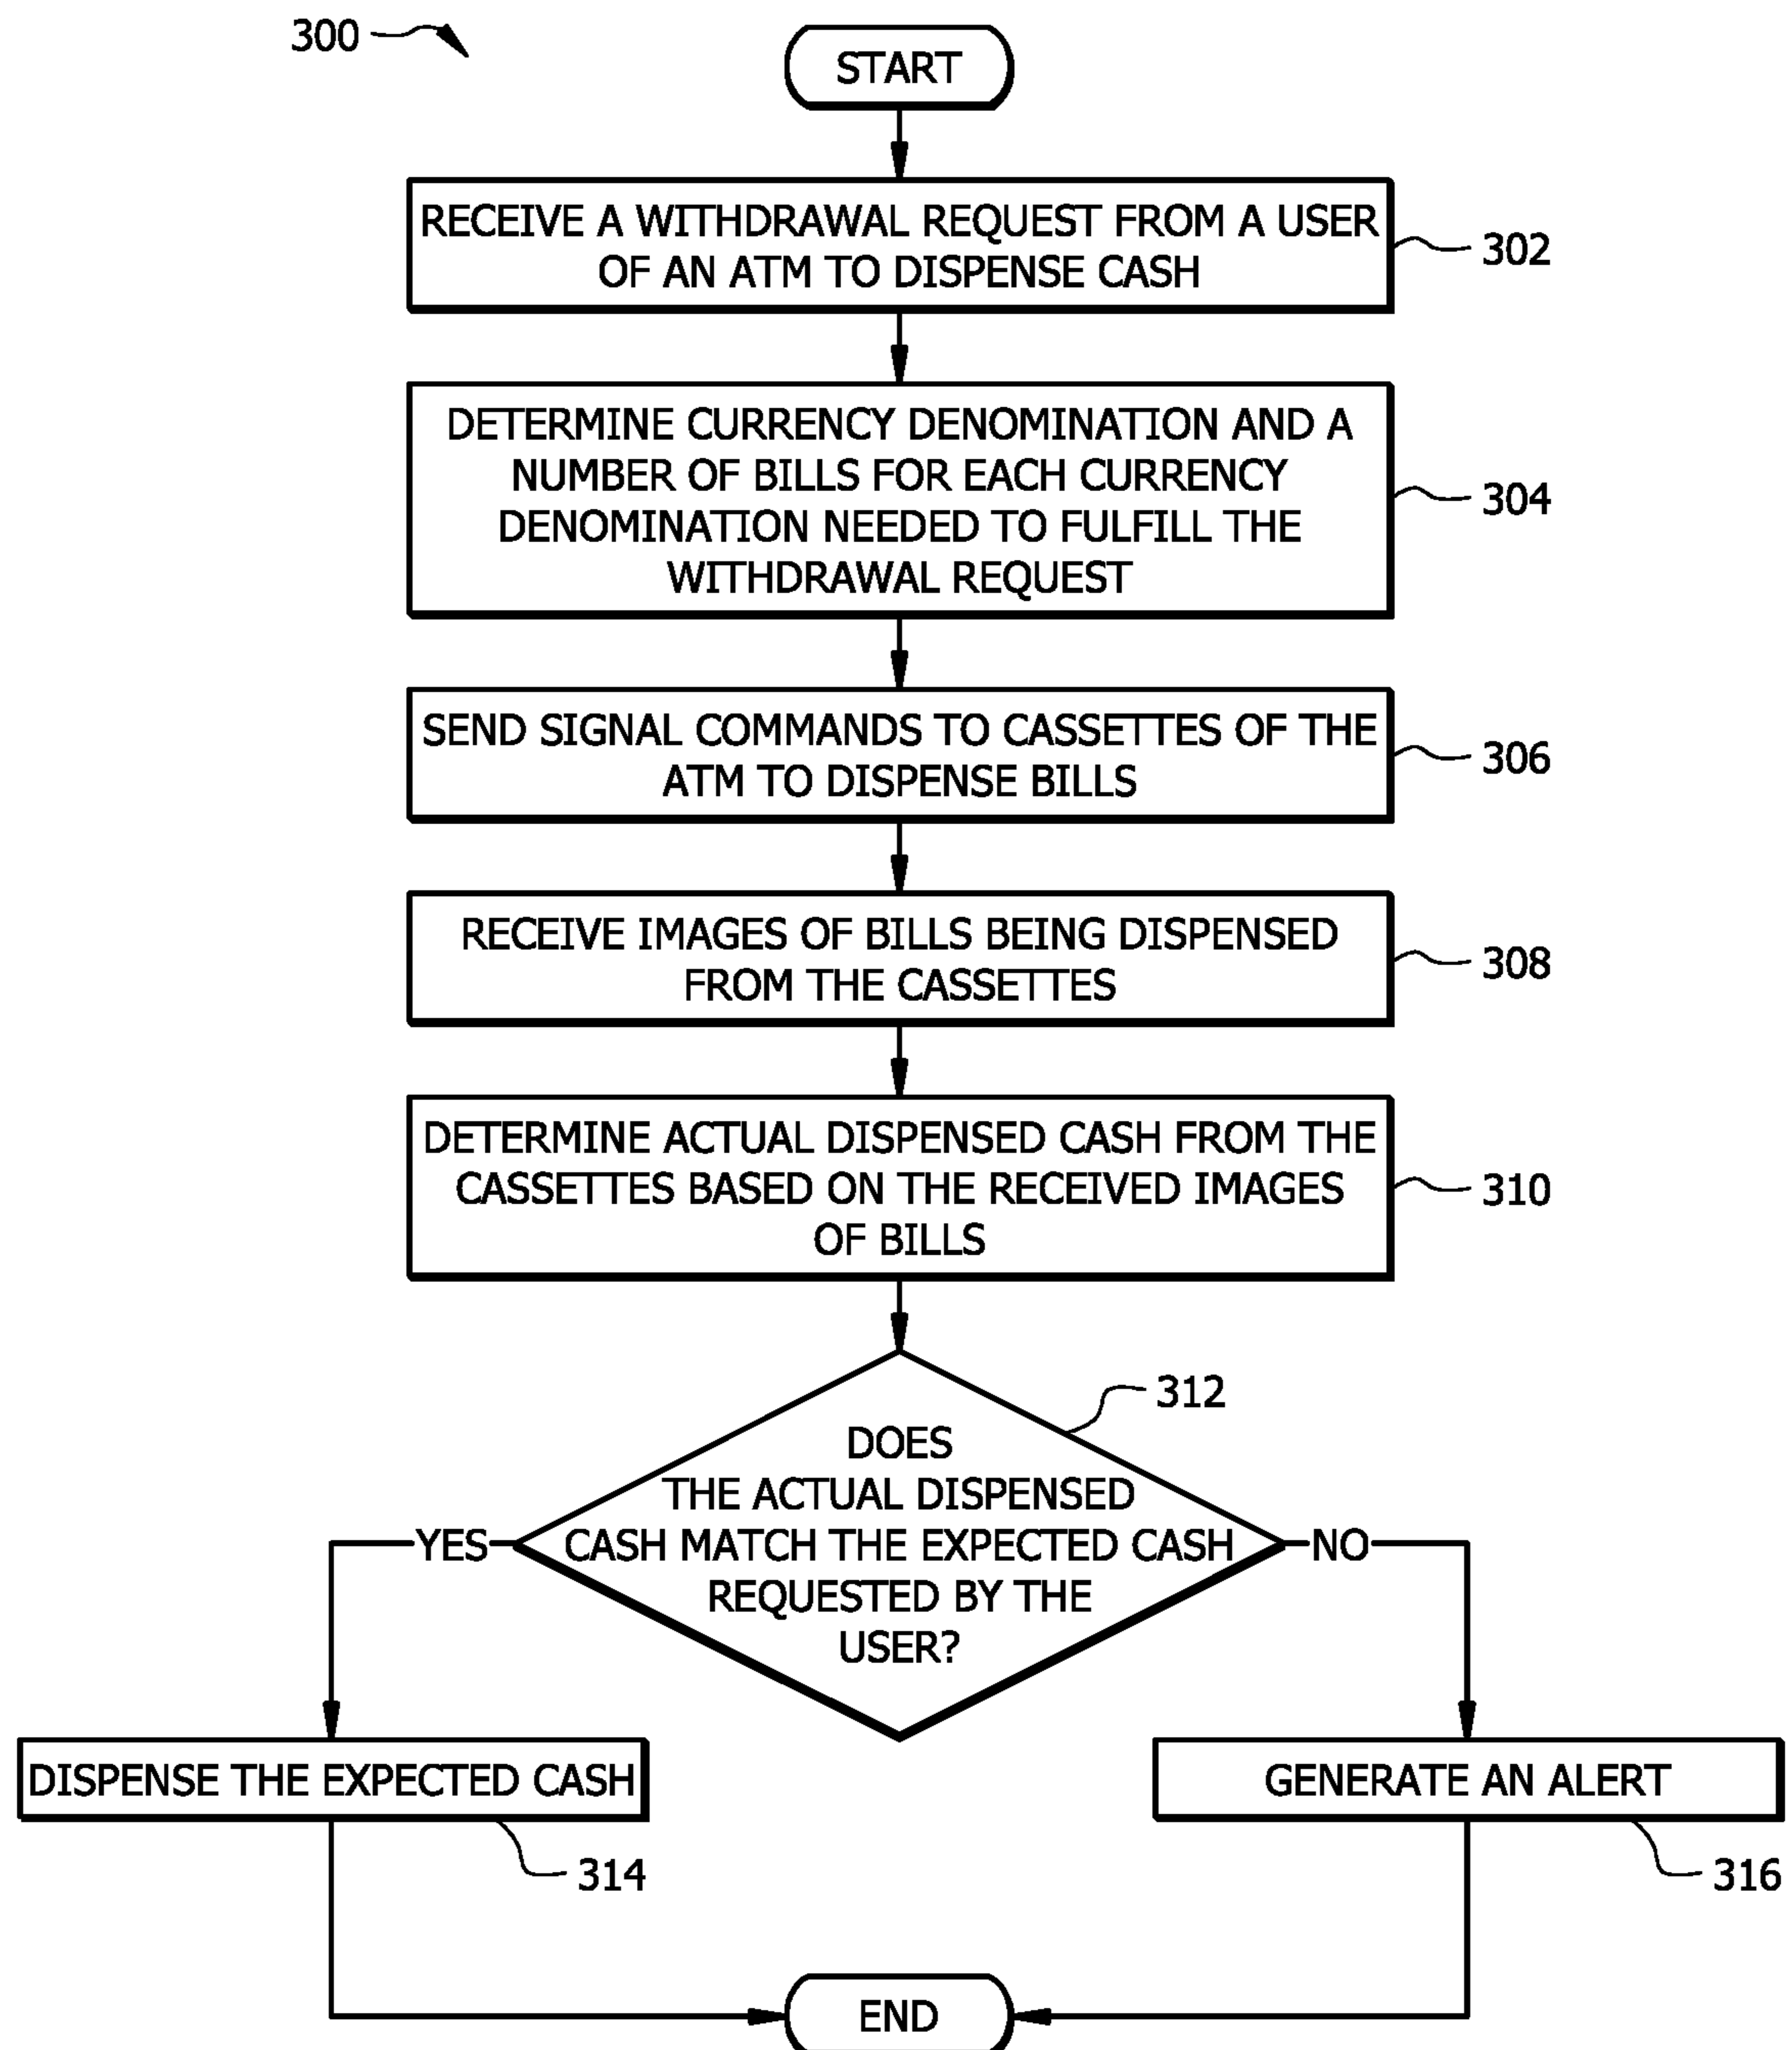 300
START
RECEIVE A WITHDRAWAL REQUEST FROM A USER
OF AN ATM TO DISPENSE CASH
302
DETERMINE CURRENCY DENOMINATION AND A
NUMBER OF BILLS FOR EACH CURRENCY
DENOMINATION NEEDED TO FULFILL THE
WITHDRAWAL REQUEST
304
SEND SIGNAL COMMANDS TO CASSETTES OF THE
ATM TO DISPENSE BILLS
306
RECEIVE IMAGES OF BILLS BEING DISPENSED
FROM THE CASSETTES
308
DETERMINE ACTUAL DISPENSED CASH FROM THE
CASSETTES BASED ON THE RECEIVED IMAGES
OF BILLS
310
312
DOES
THE ACTUAL DISPENSED
CASH MATCH THE EXPECTED CASH
REQUESTED BY THE
USER?
YES
NO
DISPENSE THE EXPECTED CASH
314
GENERATE AN ALERT
316
END